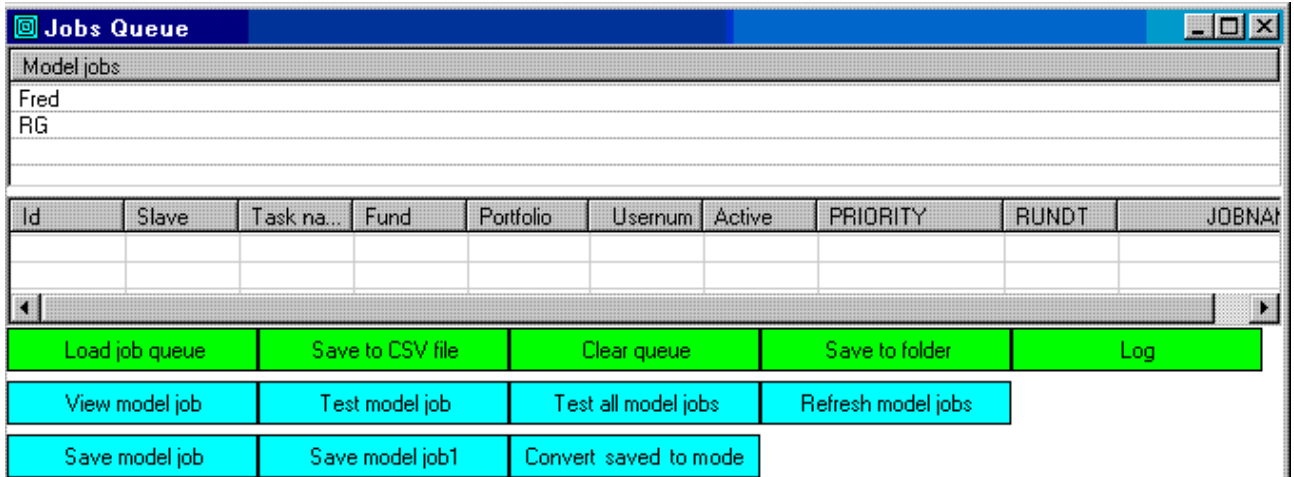 Jobs Queue
Model jobs
Fred
RG
Id Slave Task na... Fund Portfolio Usernum Active PRIORITY RUNDT JOBNAM
Load job queue Save to CSV file Clear queue Save to folder Log
View model job Test model job Test all model jobs Refresh model jobs
Save model job Save model job1 Convert saved to mode